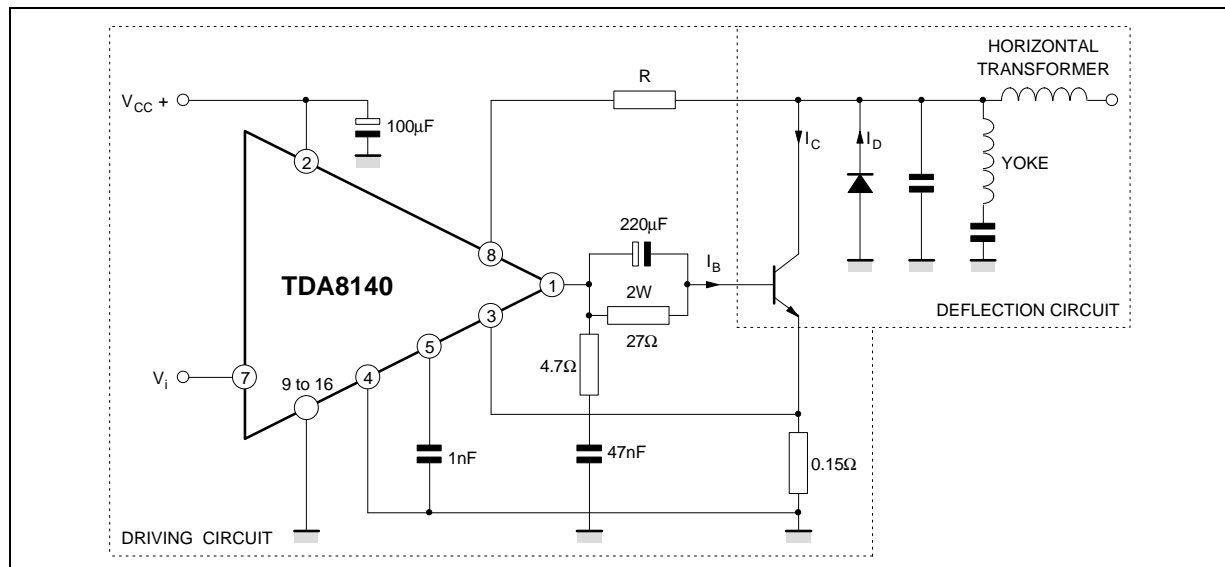 HORIZONTAL
TRANSFORMER
R
V_CC +
100μF
I_C
I_D
YOKE
2
220μF
8
I_B
TDA8140
1
2W
3
27Ω
DEFLECTION CIRCUIT
5
4.7Ω
V_i
7
9 to 16
4
1nF
47nF
0.15Ω
DRIVING CIRCUIT